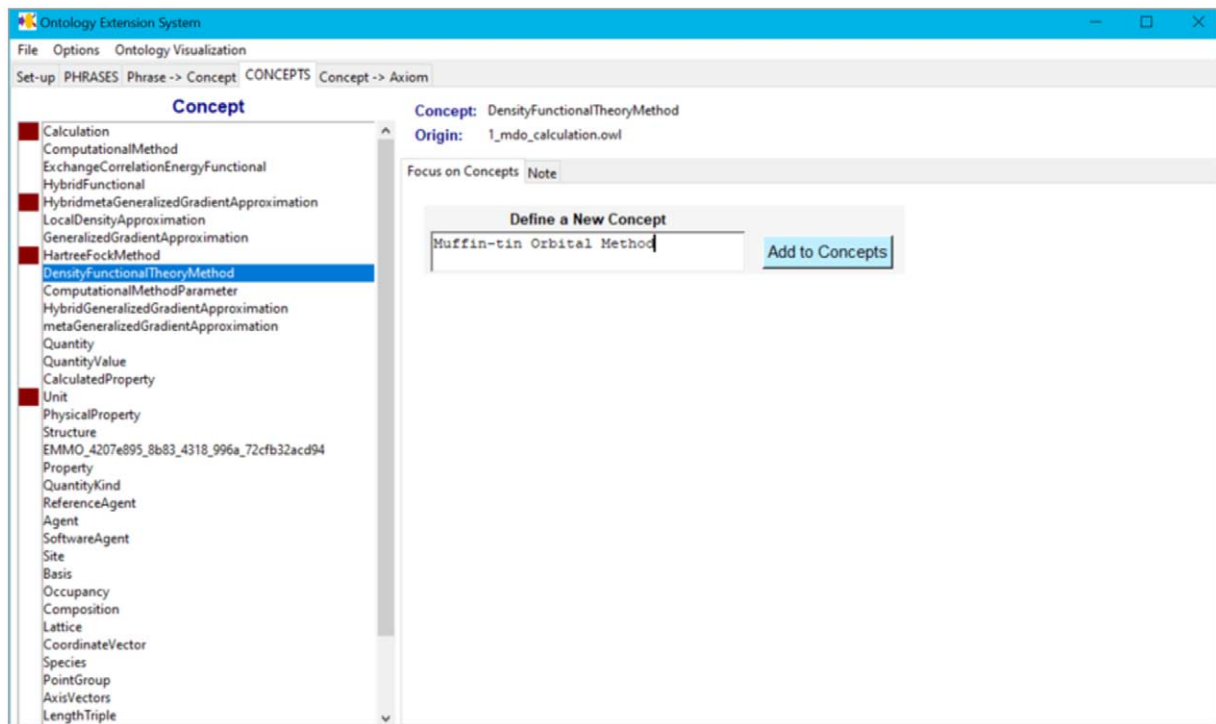 Ontology Extension System
File Options Ontology Visualization
Set-up PHRASES Phrase -> Concept CONCEPTS Concept -> Axiom
Concept
Calculation
ComputationalMethod
ExchangeCorrelationEnergyFunctional
HybridFunctional
HybridmetaGeneralizedGradientApproximation
LocalDensityApproximation
GeneralizedGradientApproximation
HartreeFockMethod
DensityFunctionalTheoryMethod
ComputationalMethodParameter
HybridGeneralizedGradientApproximation
metaGeneralizedGradientApproximation
Quantity
QuantityValue
CalculatedProperty
Unit
PhysicalProperty
Structure
EMMO_4207e895_8b83_4318_996a_72cfb32acd94
Property
QuantityKind
ReferenceAgent
Agent
SoftwareAgent
Site
Basis
Occupancy
Composition
Lattice
CoordinateVector
Species
PointGroup
AxisVectors
LengthTriple
Concept: DensityFunctionalTheoryMethod
Origin: 1_mdo_calculation.owl
Focus on Concepts Note
Define a New Concept
Muffin-tin Orbital Method
Add to Concepts